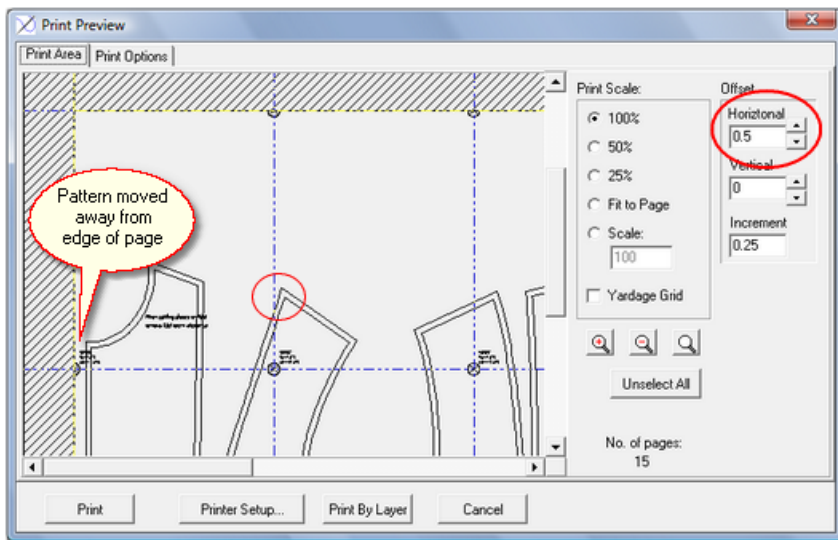 Print Preview
Print Area Print Options
Print Scale:
100%
50%
25%
Fit to Page
Scale:
100
Yardage Grid
Offset
Horiztonal
0.5
Vertical
0
Increment
0.25
Pattern moved
away from
edge of page
Unselect All
No. of pages:
15
Print
Printer Setup...
Print By Layer
Cancel